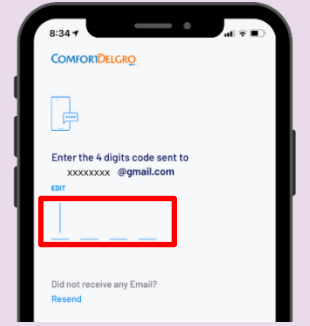 8:34
COMFORTDELGRO
Enter the 4 digits code sent to
xxxxxxxx @gmail.com
EDIT
Did not receive any Email?
Resend